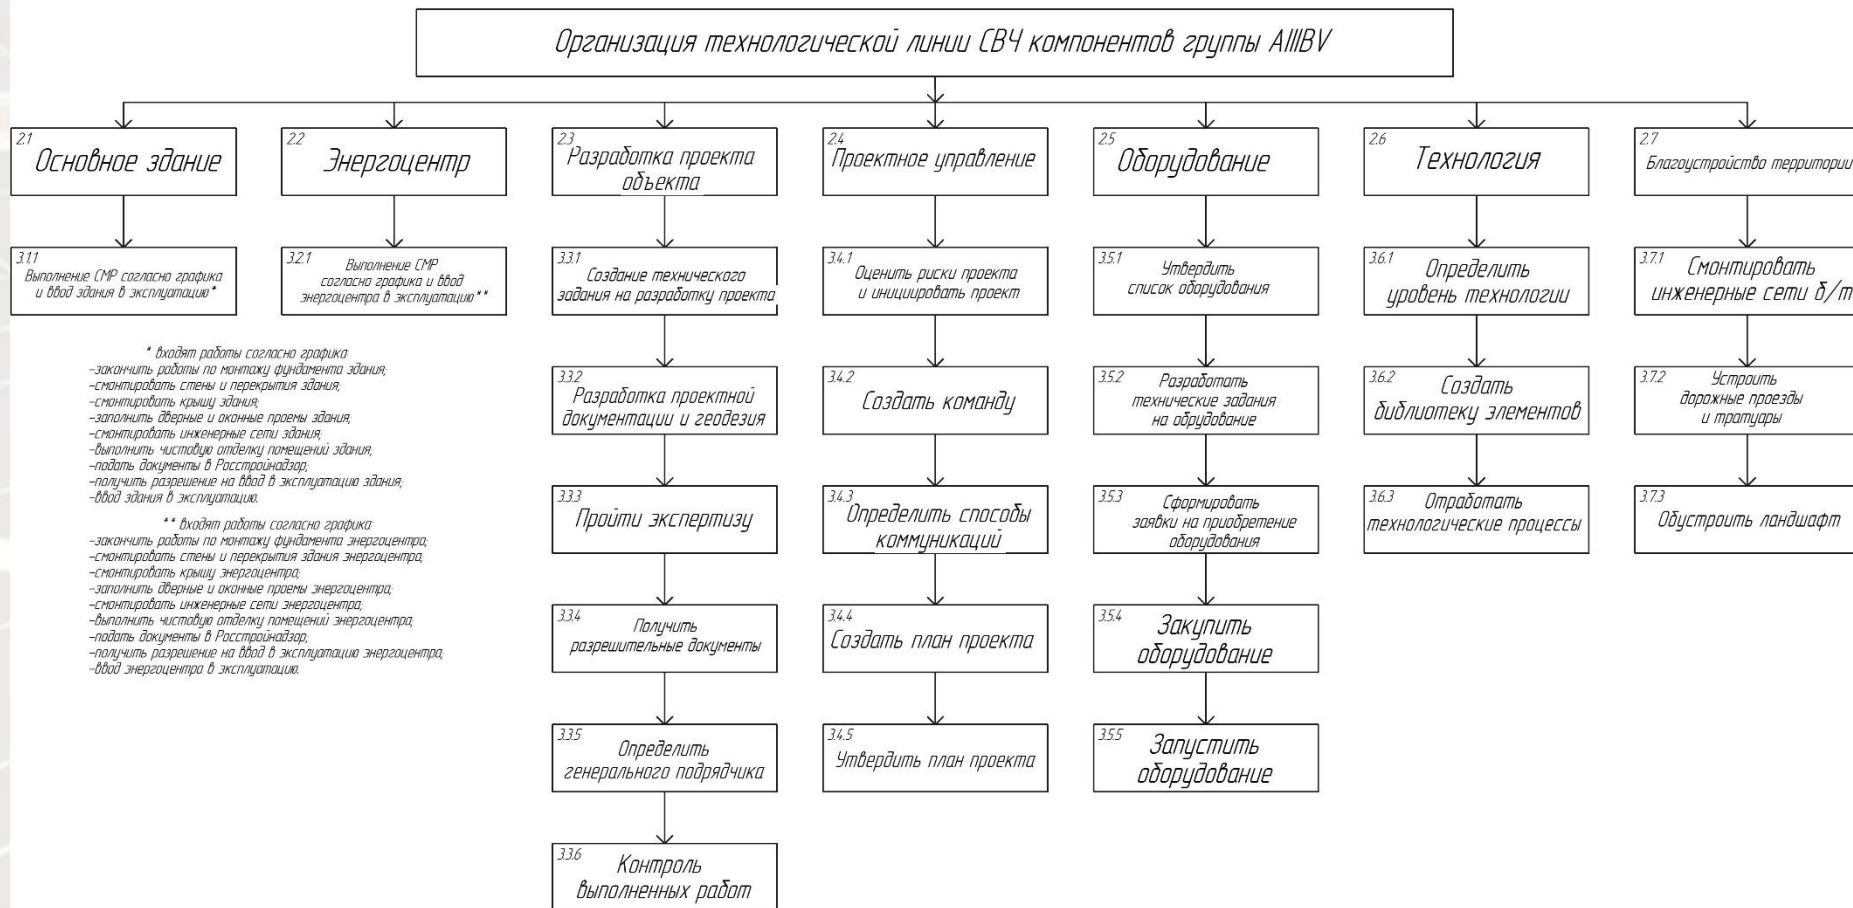 Организация технологической линии СВЧ компонентов группы AIIIBV
2.1
Основное здание
2.2
Энергоцентр
2.3
Разработка проекта
объекта
2.4
Проектное управление
2.5
Оборудование
2.6
Технология
2.7
Благоустройство территории
3.1.1
Выполнение СМР согласно графика
и ввод здания в эксплуатацию*
3.2.1
Выполнение СМР
согласно графика и ввод
энергоцентра в эксплуатацию**
3.3.1
Создание технического
задания на разработку проекта
3.4.1
Оценить риски проекта
и инициировать проект
3.5.1
Утвердить
список оборудования
3.6.1
Определить
уровень технологии
3.7.1
Смонтировать
инженерные сети б/т
* входят работы согласно графика
-закончить работы по монтажу фундамента здания;
-смонтировать стены и перекрытия здания;
-смонтировать крышу здания;
-заполнить дверные и оконные проемы здания;
-смонтировать инженерные сети здания;
-выполнить чистовую отделку помещений здания;
-подать документы в Росстройнадзор;
-получить разрешение на ввод в эксплуатацию здания;
-ввод здания в эксплуатацию.
** входят работы согласно графика:
-закончить работы по монтажу фундамента энергоцентра;
-смонтировать стены и перекрытия здания энергоцентра;
-смонтировать крышу энергоцентра;
-заполнить дверные и оконные проемы энергоцентра;
-смонтировать инженерные сети энергоцентра;
-выполнить чистовую отделку помещений энергоцентра;
-подать документы в Росстройнадзор;
-получить разрешение на ввод в эксплуатацию энергоцентра;
-ввод энергоцентра в эксплуатацию.
3.3.2
Разработка проектной
документации и геодезия
3.4.2
Создать команду
3.5.2
Разработать
технические задания
на обрудование
3.6.2
Создать
библиотеку элементов
3.7.2
Устроить
дорожные проезды
и тратуары
3.3.3
Пройти экспертизу
3.4.3
Определить способы
коммуникаций
3.5.3
Сформировать
заявки на приобретение
оборудования
3.6.3
Отработать
технологические процессы
3.7.3
Обустроить ландшафт
3.3.4
Получить
разрешительные документы
3.4.4
Создать план проекта
3.5.4
Закупить
оборудование
3.3.5
Определить
генерального подрядчика
3.4.5
Утвердить план проекта
3.5.5
Запустить
оборудование
3.3.6
Контроль
выполненных работ